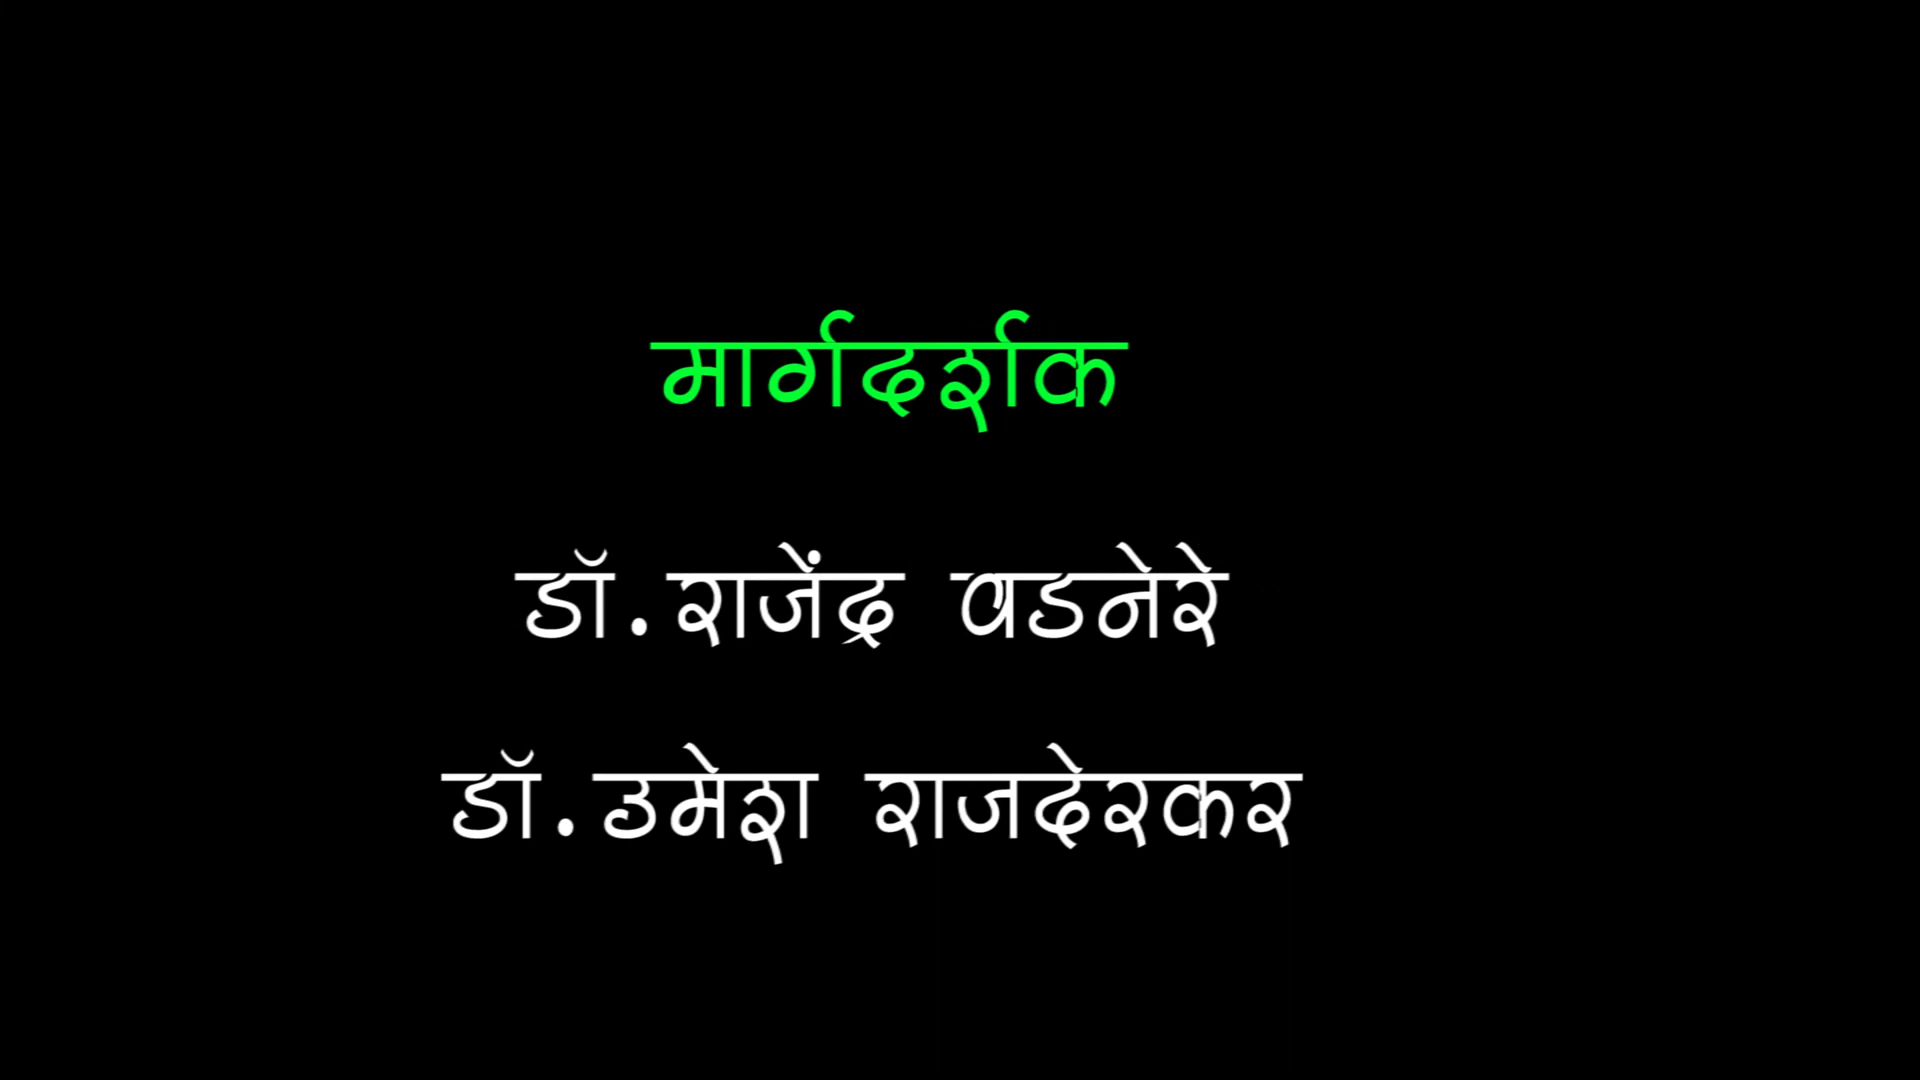 मार्गदर्शक
डॉ.राजेंद्र वडनेरे
डॉ.उमेश राजदेरकर